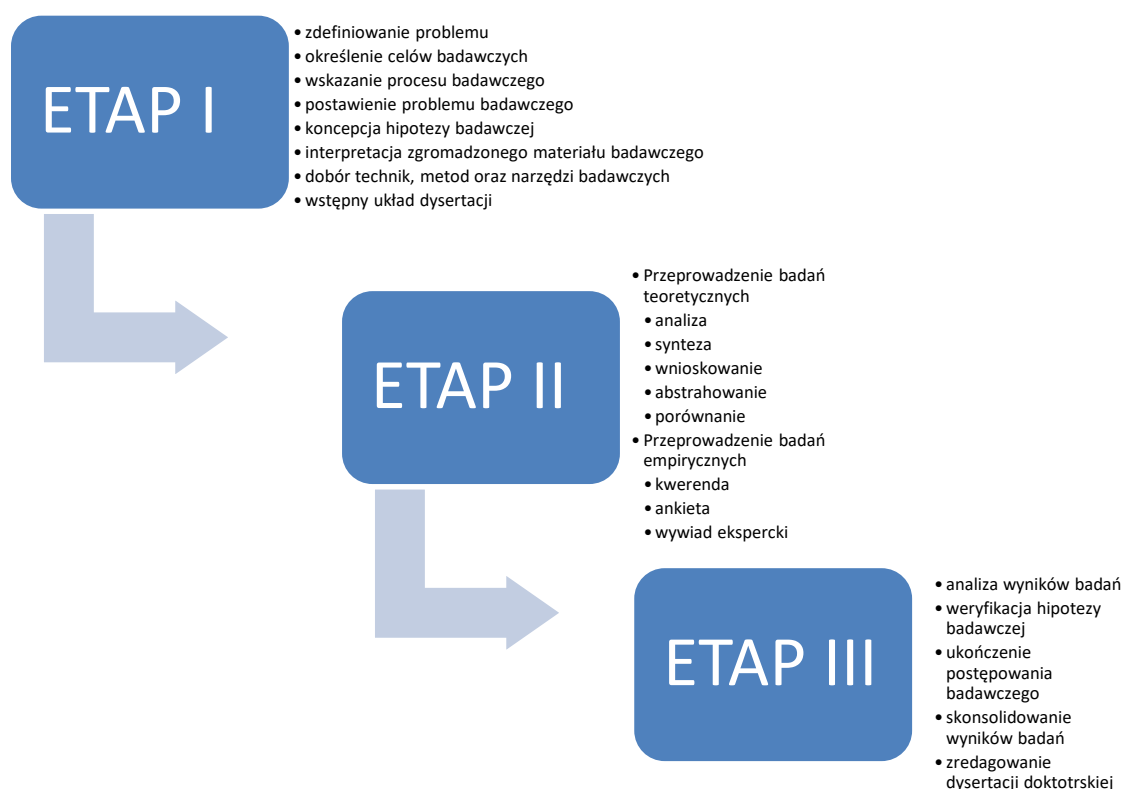 ETAP I
• zdefiniowanie problemu
• określenie celów badawczych
• wskazanie procesu badawczego
• postawienie problemu badawczego
• koncepcja hipotezy badawczej
• interpretacja zgromadzonego materiału badawczego
• dobór technik, metod oraz narzędzi badawczych
• wstępny układ dysertacji
ETAP II
• Przeprowadzenie badań
teoretycznych
• analiza
• synteza
• wnioskowanie
• abstrahowanie
• porównanie
• Przeprowadzenie badań
empirycznych
• kwerenda
• ankieta
• wywiad ekspercki
ETAP III
• analiza wyników badań
• weryfikacja hipotezy
badawczej
• ukończenie
postępowania
badawczego
• skonsolidowanie
wyników badań
• zredagowanie
dysertacji doktotrskiej